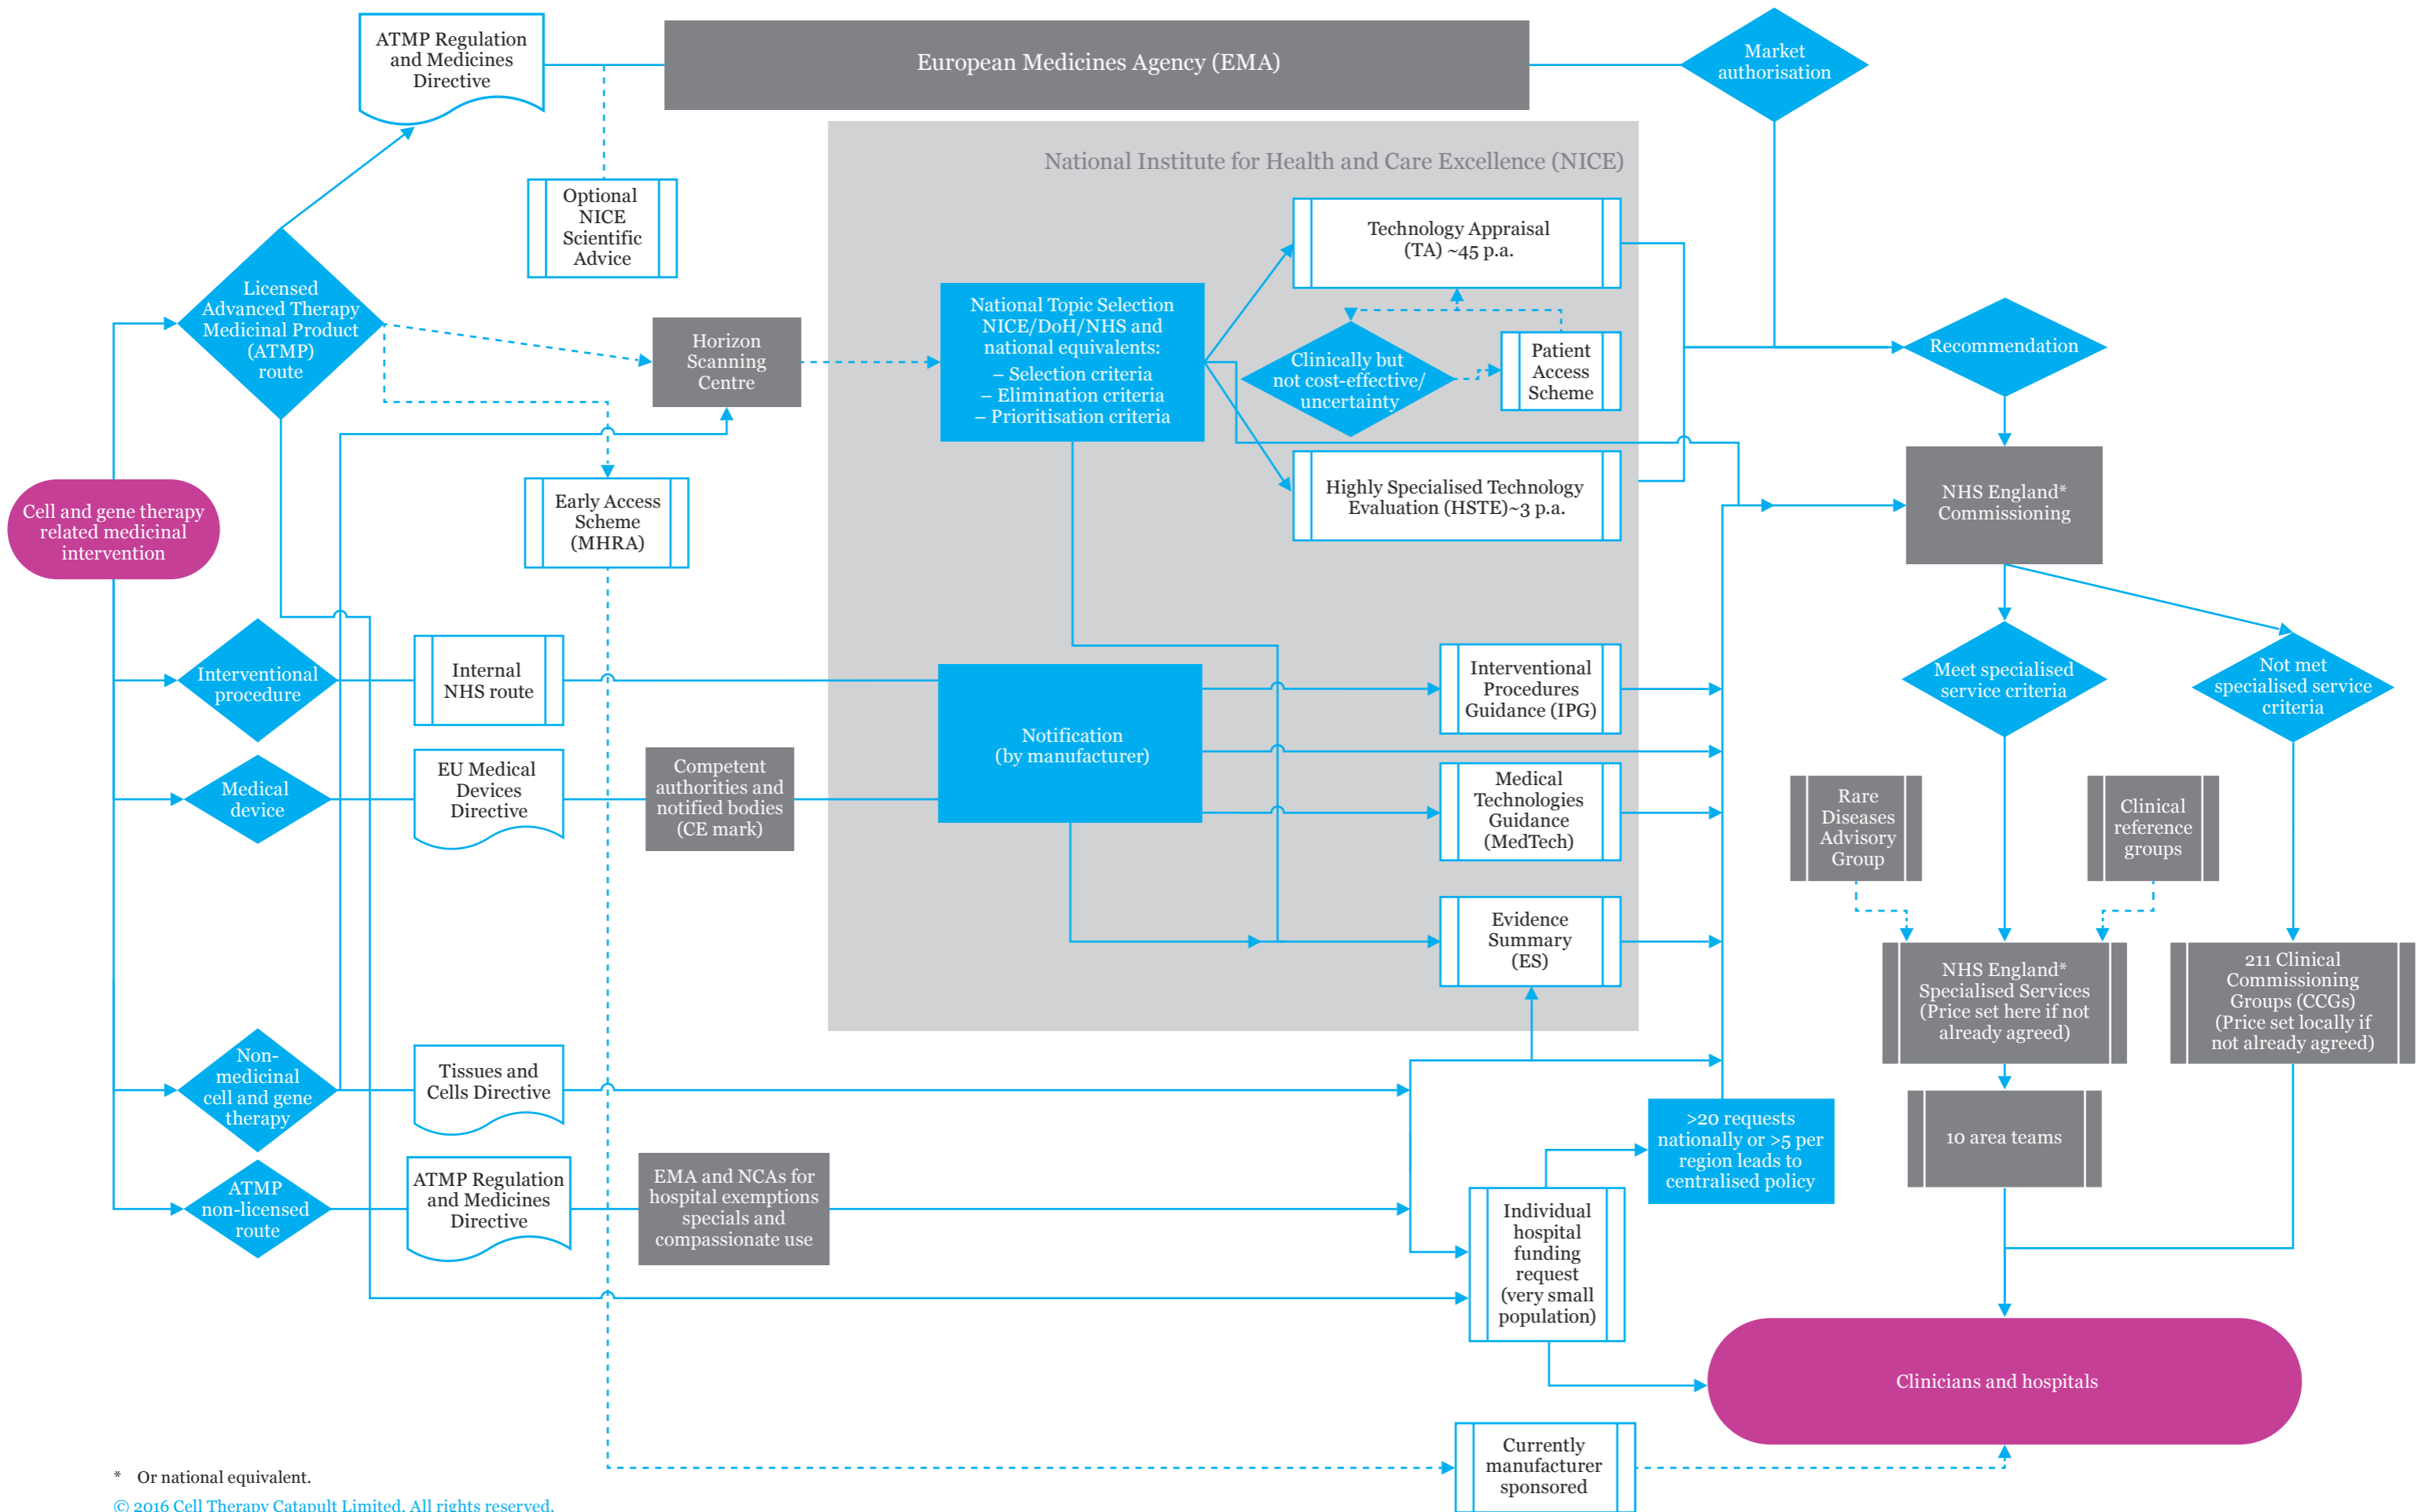 ATMP Regulation
and Medicines
Directive
European Medicines Agency (EMA)
Market
authorisation
National Institute for Health and Care Excellence (NICE)
Optional
NICE
Scientific
Advice
Technology Appraisal
(TA) ~45 p.a.
Licensed
Advanced Therapy
Medicinal Product
(ATMP)
route
Horizon
Scanning
Centre
National Topic Selection
NICE/DoH/NHS and
national equivalents:
– Selection criteria
– Elimination criteria
– Prioritisation criteria
Clinically but
not cost-effective/
uncertainty
Patient
Access
Scheme
Recommendation
Cell and gene therapy
related medicinal
intervention
Early Access
Scheme
(MHRA)
Highly Specialised Technology
Evaluation (HSTE)~3 p.a.
NHS England*
Commissioning
Interventional
procedure
Internal
NHS route
Notification
(by manufacturer)
Interventional
Procedures
Guidance (IPG)
Meet specialised
service criteria
Not met
specialised service
criteria
Medical
device
EU Medical
Devices
Directive
Competent
authorities and
notified bodies
(CE mark)
Medical
Technologies
Guidance
(MedTech)
Rare
Diseases
Advisory
Group
Clinical
reference
groups
Evidence
Summary
(ES)
NHS England*
Specialised Services
(Price set here if not
already agreed)
211 Clinical
Commissioning
Groups (CCGs)
(Price set locally if
not already agreed)
Non-
medicinal
cell and gene
therapy
Tissues and
Cells Directive
>20 requests
nationally or >5 per
region leads to
centralised policy
10 area teams
ATMP
non-licensed
route
ATMP Regulation
and Medicines
Directive
EMA and NCAs for
hospital exemptions
specials and
compassionate use
Individual
hospital
funding
request
(very small
population)
Clinicians and hospitals
Currently
manufacturer
sponsored
* Or national equivalent.
© 2016 Cell Therapy Catapult Limited. All rights reserved.